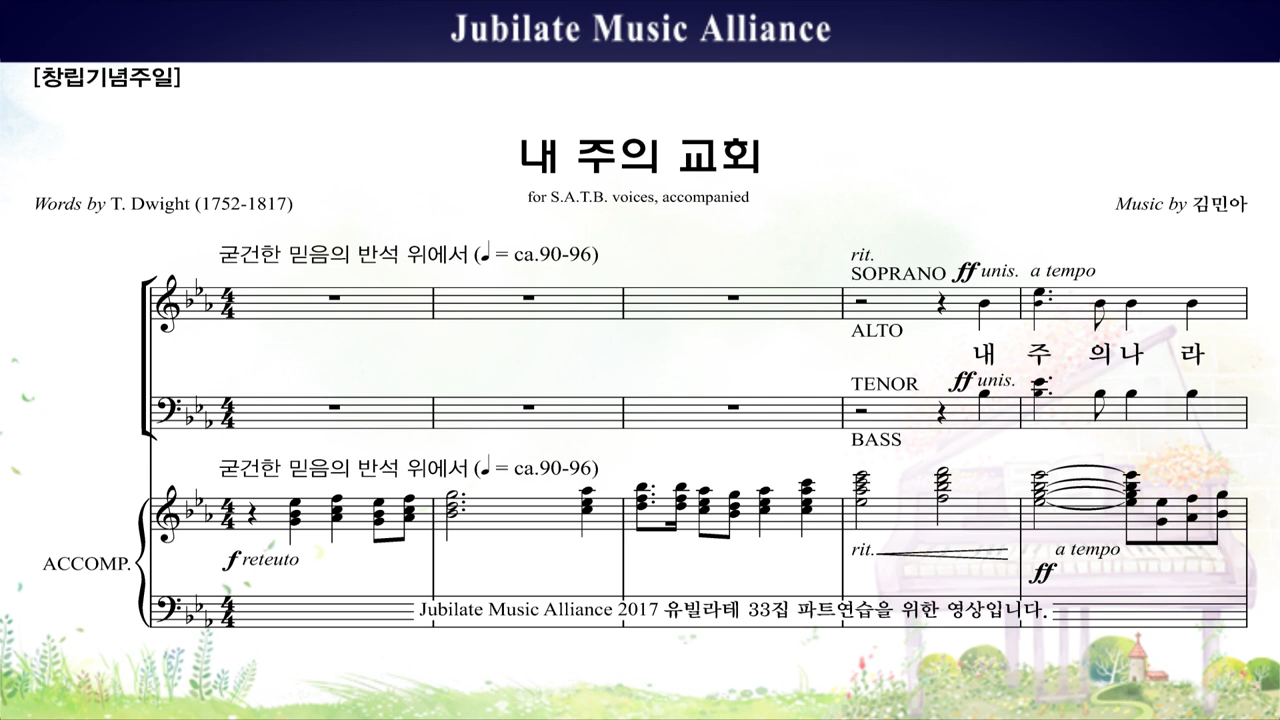 Jubilate Music Alliance
[창립기념주일]
내 주의 교회
for S.A.T.B. voices, accompanied
Words by T. Dwight (1752-1817)
Music by 김민아
굳건한 믿음의 반석 위에서 (♩ = ca.90-96)
rit.
SOPRANO ff unis. a tempo
ALTO
내 주 의 나 라
TENOR ff unis.
BASS
굳건한 믿음의 반석 위에서 (♩ = ca.90-96)
ACCOMP.
f reteuto
rit. a tempo
ff
Jubilate Music Alliance 2017 유빌라테 33집 파트연습을 위한 영상입니다.